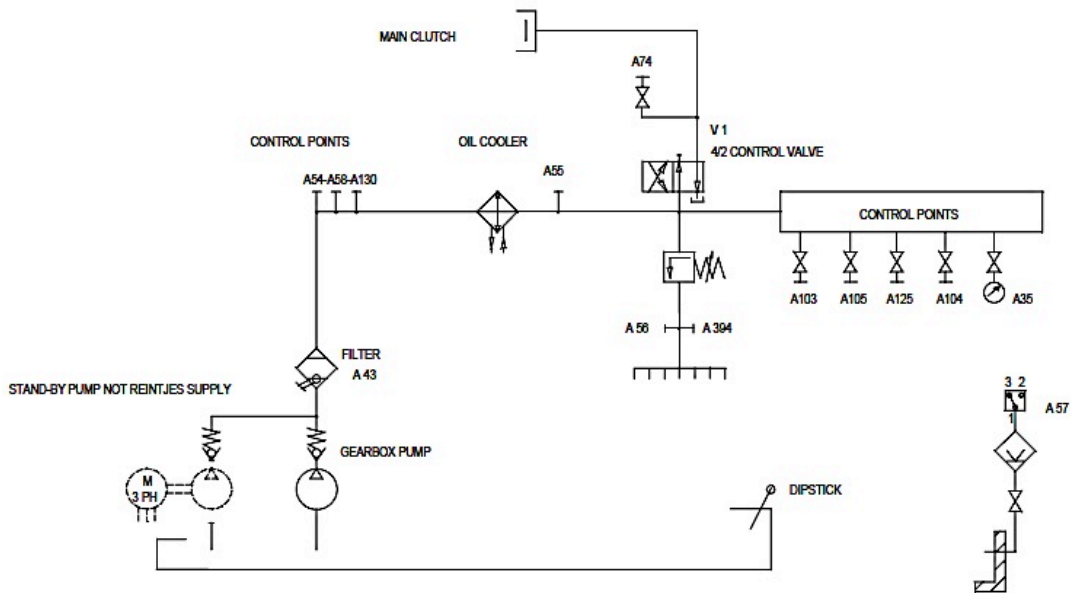 MAIN CLUTCH
A74
V 1
4/2 CONTROL VALVE
CONTROL POINTS
OIL COOLER
A54-A58-A130
A55
CONTROL POINTS
A103
A105
A125
A104
A35
A 56
A 394
FILTER
A 43
STAND-BY PUMP NOT REINTJES SUPPLY
3 2
A 57
1
GEARBOX PUMP
M
3 PH
DIPSTICK